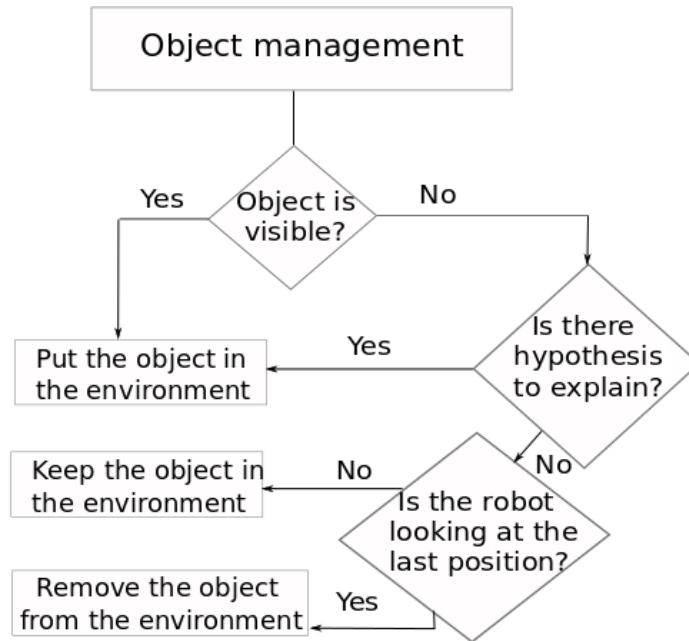 Object management
Yes
Object is
visible?
No
Is there
hypothesis
to explain?
Yes
Put the object in
the environment
No
Is the robot
looking at the
last position?
No
Keep the object in
the environment
Yes
Remove the object
from the environment